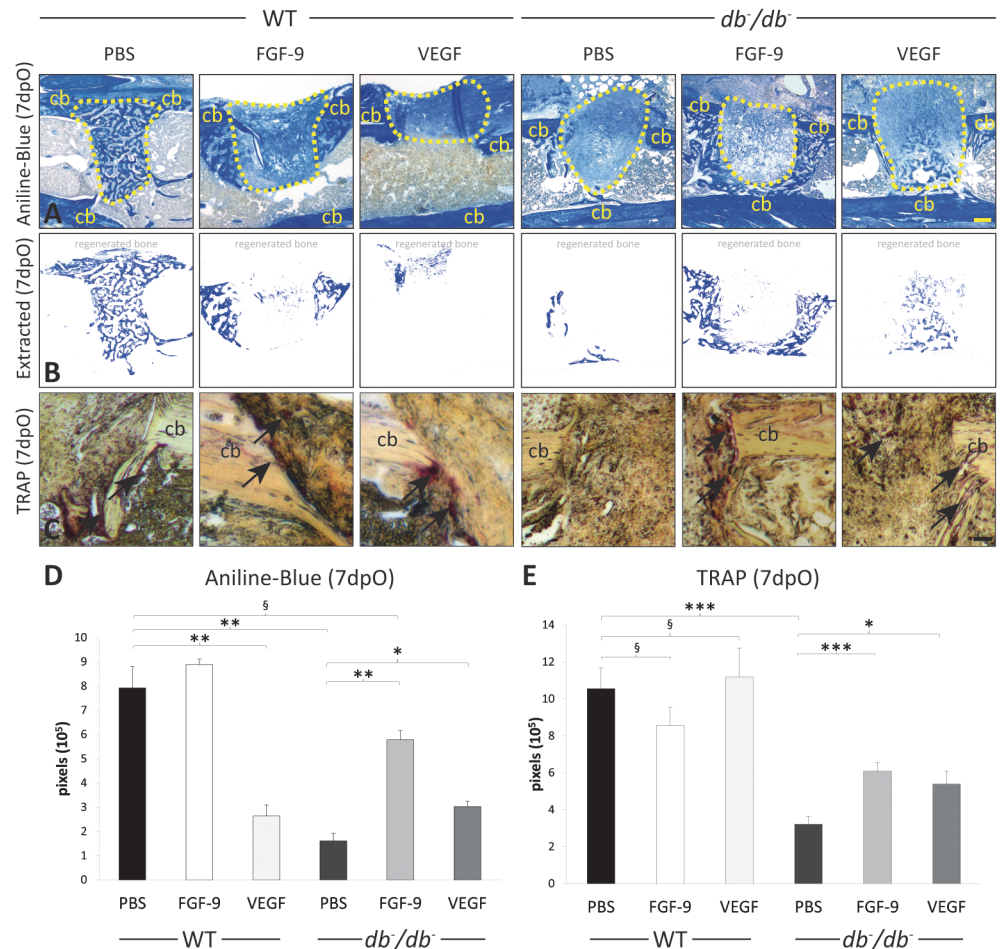 WT db⁻/db⁻
PBS FGF-9 VEGF PBS FGF-9 VEGF
Aniline-Blue (7dpO)
A
cb cb cb
cb cb cb
cb cb
cb cb
cb cb cb
cb cb cb
Extracted (7dpO)
B
regenerated bone regenerated bone regenerated bone regenerated bone regenerated bone regenerated bone
TRAP (7dpO)
C
cb cb cb cb cb cb
D Aniline-Blue (7dpO)
§
**
**
*
**
pixels (10⁵)
10
9
8
7
6
5
4
3
2
1
0
PBS FGF-9 VEGF PBS FGF-9 VEGF
WT db⁻/db⁻
E TRAP (7dpO)
***
§
*
§
***
pixels (10⁵)
14
12
10
8
6
4
2
0
PBS FGF-9 VEGF PBS FGF-9 VEGF
WT db⁻/db⁻